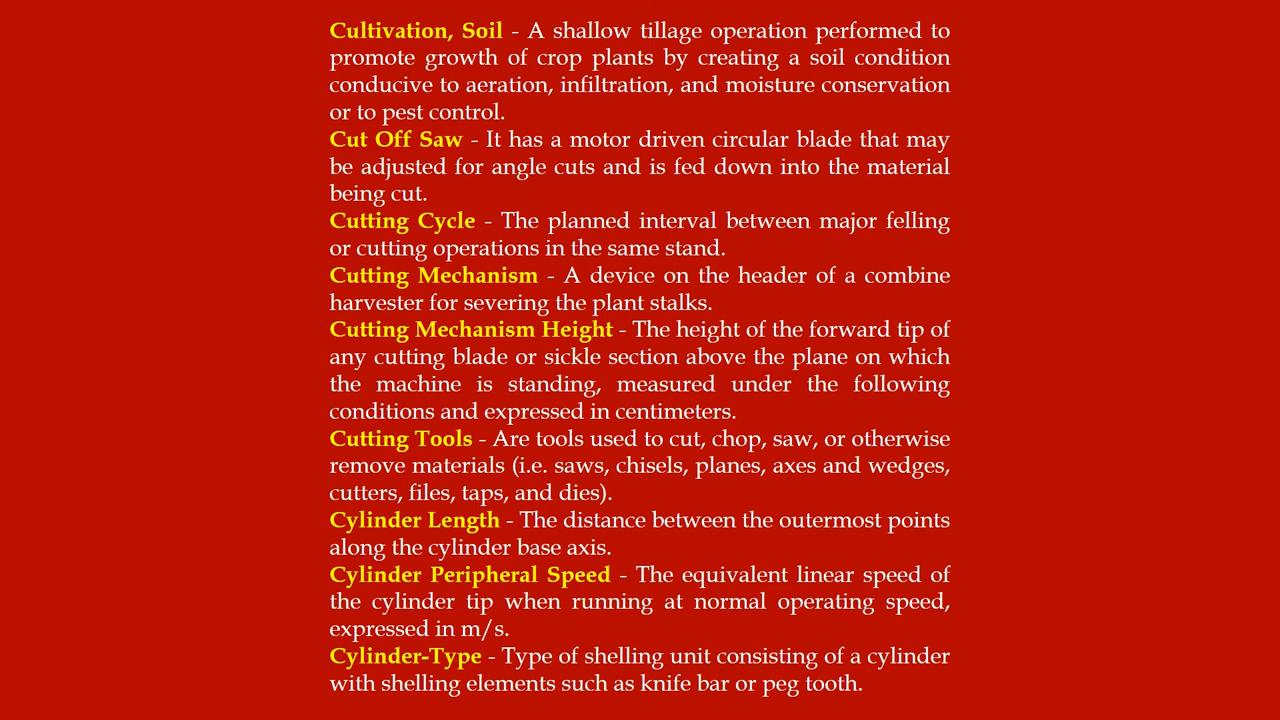 Cultivation, Soil - A shallow tillage operation performed to
promote growth of crop plants by creating a soil condition
conducive to aeration, infiltration, and moisture conservation
or to pest control.
Cut Off Saw - It has a motor driven circular blade that may
be adjusted for angle cuts and is fed down into the material
being cut.
Cutting Cycle - The planned interval between major felling
or cutting operations in the same stand.
Cutting Mechanism - A device on the header of a combine
harvester for severing the plant stalks.
Cutting Mechanism Height - The height of the forward tip of
any cutting blade or sickle section above the plane on which
the machine is standing, measured under the following
conditions and expressed in centimeters.
Cutting Tools - Are tools used to cut, chop, saw, or otherwise
remove materials (i.e. saws, chisels, planes, axes and wedges,
cutters, files, taps, and dies).
Cylinder Length - The distance between the outermost points
along the cylinder base axis.
Cylinder Peripheral Speed - The equivalent linear speed of
the cylinder tip when running at normal operating speed,
expressed in m/s.
Cylinder-Type - Type of shelling unit consisting of a cylinder
with shelling elements such as knife bar or peg tooth.